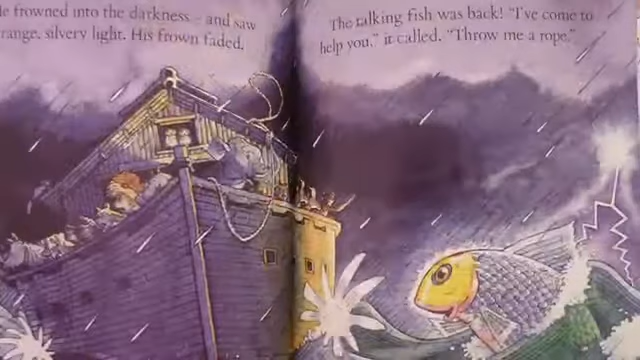 e frowned into the darkness – and saw
range, silvery light. His frown faded.
The talking fish was back! "I've come to
help you," it called. "Throw me a rope."